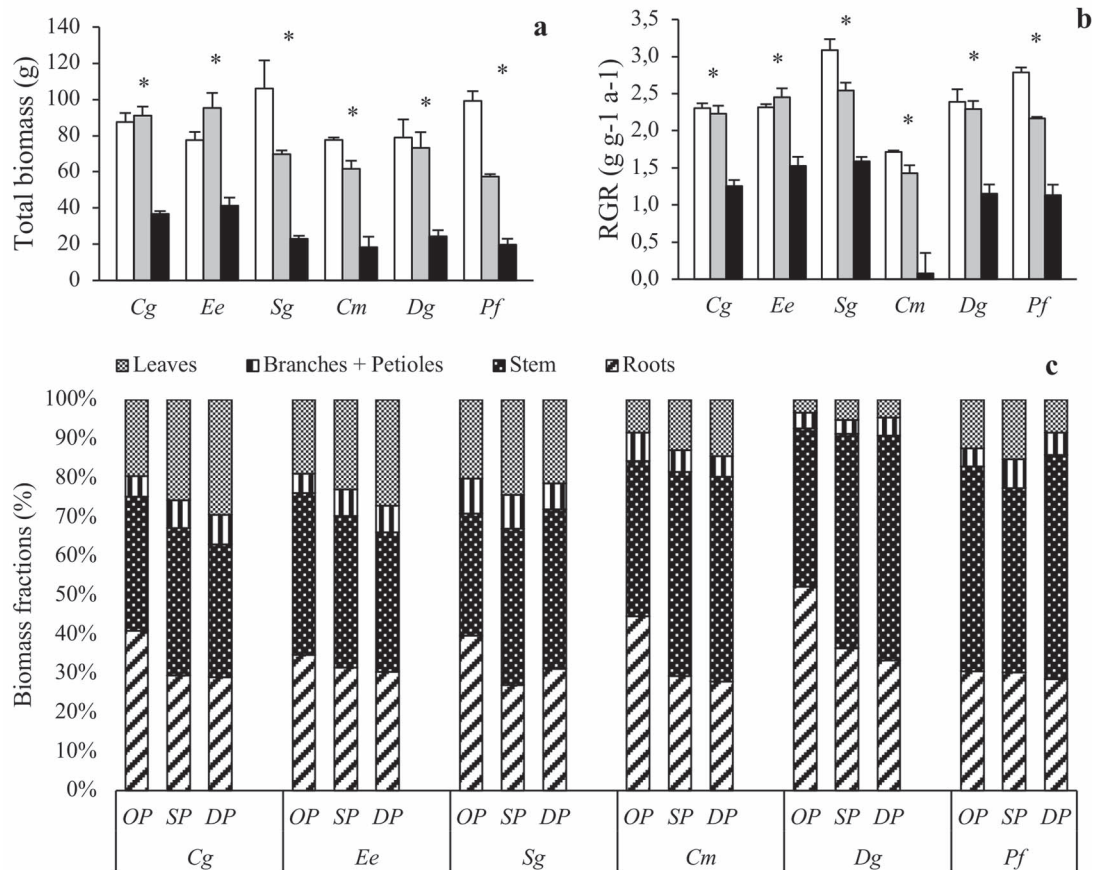 a
Total biomass (g)
140
120
100
80
60
40
20
0
* * * * * *
Cg Ee Sg Cm Dg Pf
b
RGR (g g-1 a-1)
3,5
3,0
2,5
2,0
1,5
1,0
0,5
0,0
* * * * * *
Cg Ee Sg Cm Dg Pf
Leaves Branches + Petioles Stem Roots
c
Biomass fractions (%)
100%
90%
80%
70%
60%
50%
40%
30%
20%
10%
0%
OP SP DP OP SP DP OP SP DP OP SP DP OP SP DP OP SP DP
Cg Ee Sg Cm Dg Pf